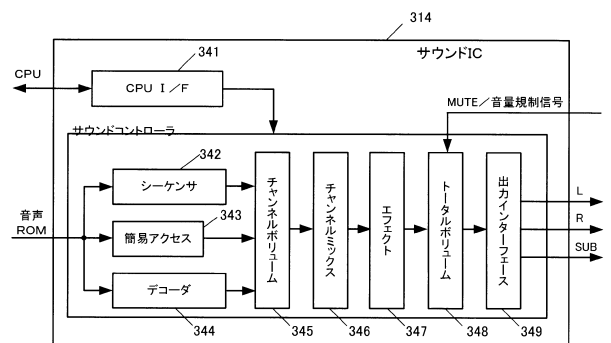 314
サウンドIC
341
CPU
CPU I/F
MUTE/音量規制信号
サウンドコントローラ
342
シーケンサ
音声
ROM
343
簡易アクセス
デコーダ
344
チャンネルボリューム
345
チャンネルミックス
346
エフェクト
347
トータルボリューム
348
出力インターフェース
349
L
R
SUB